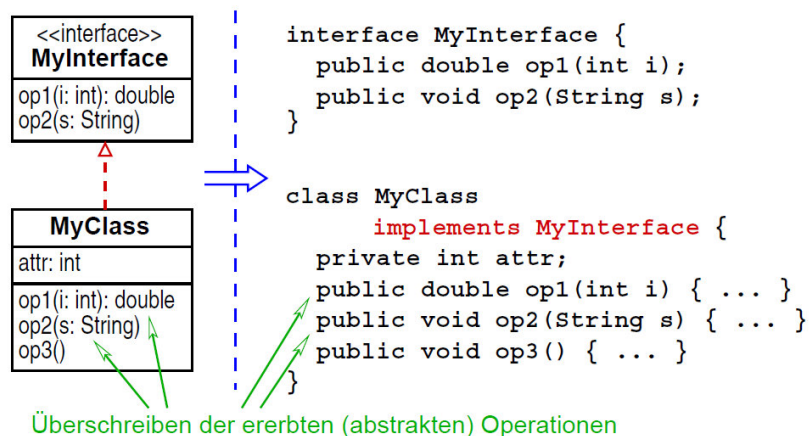 <<interface>>
MyInterface
op1(i: int): double
op2(s: String)
MyClass
attr: int
op1(i: int): double
op2(s: String)
op3()
interface MyInterface {
public double op1(int i);
public void op2(String s);
}
class MyClass
implements MyInterface {
private int attr;
public double op1(int i) { ... }
public void op2(String s) { ... }
public void op3() { ... }
}
Überschreiben der ererbten (abstrakten) Operationen